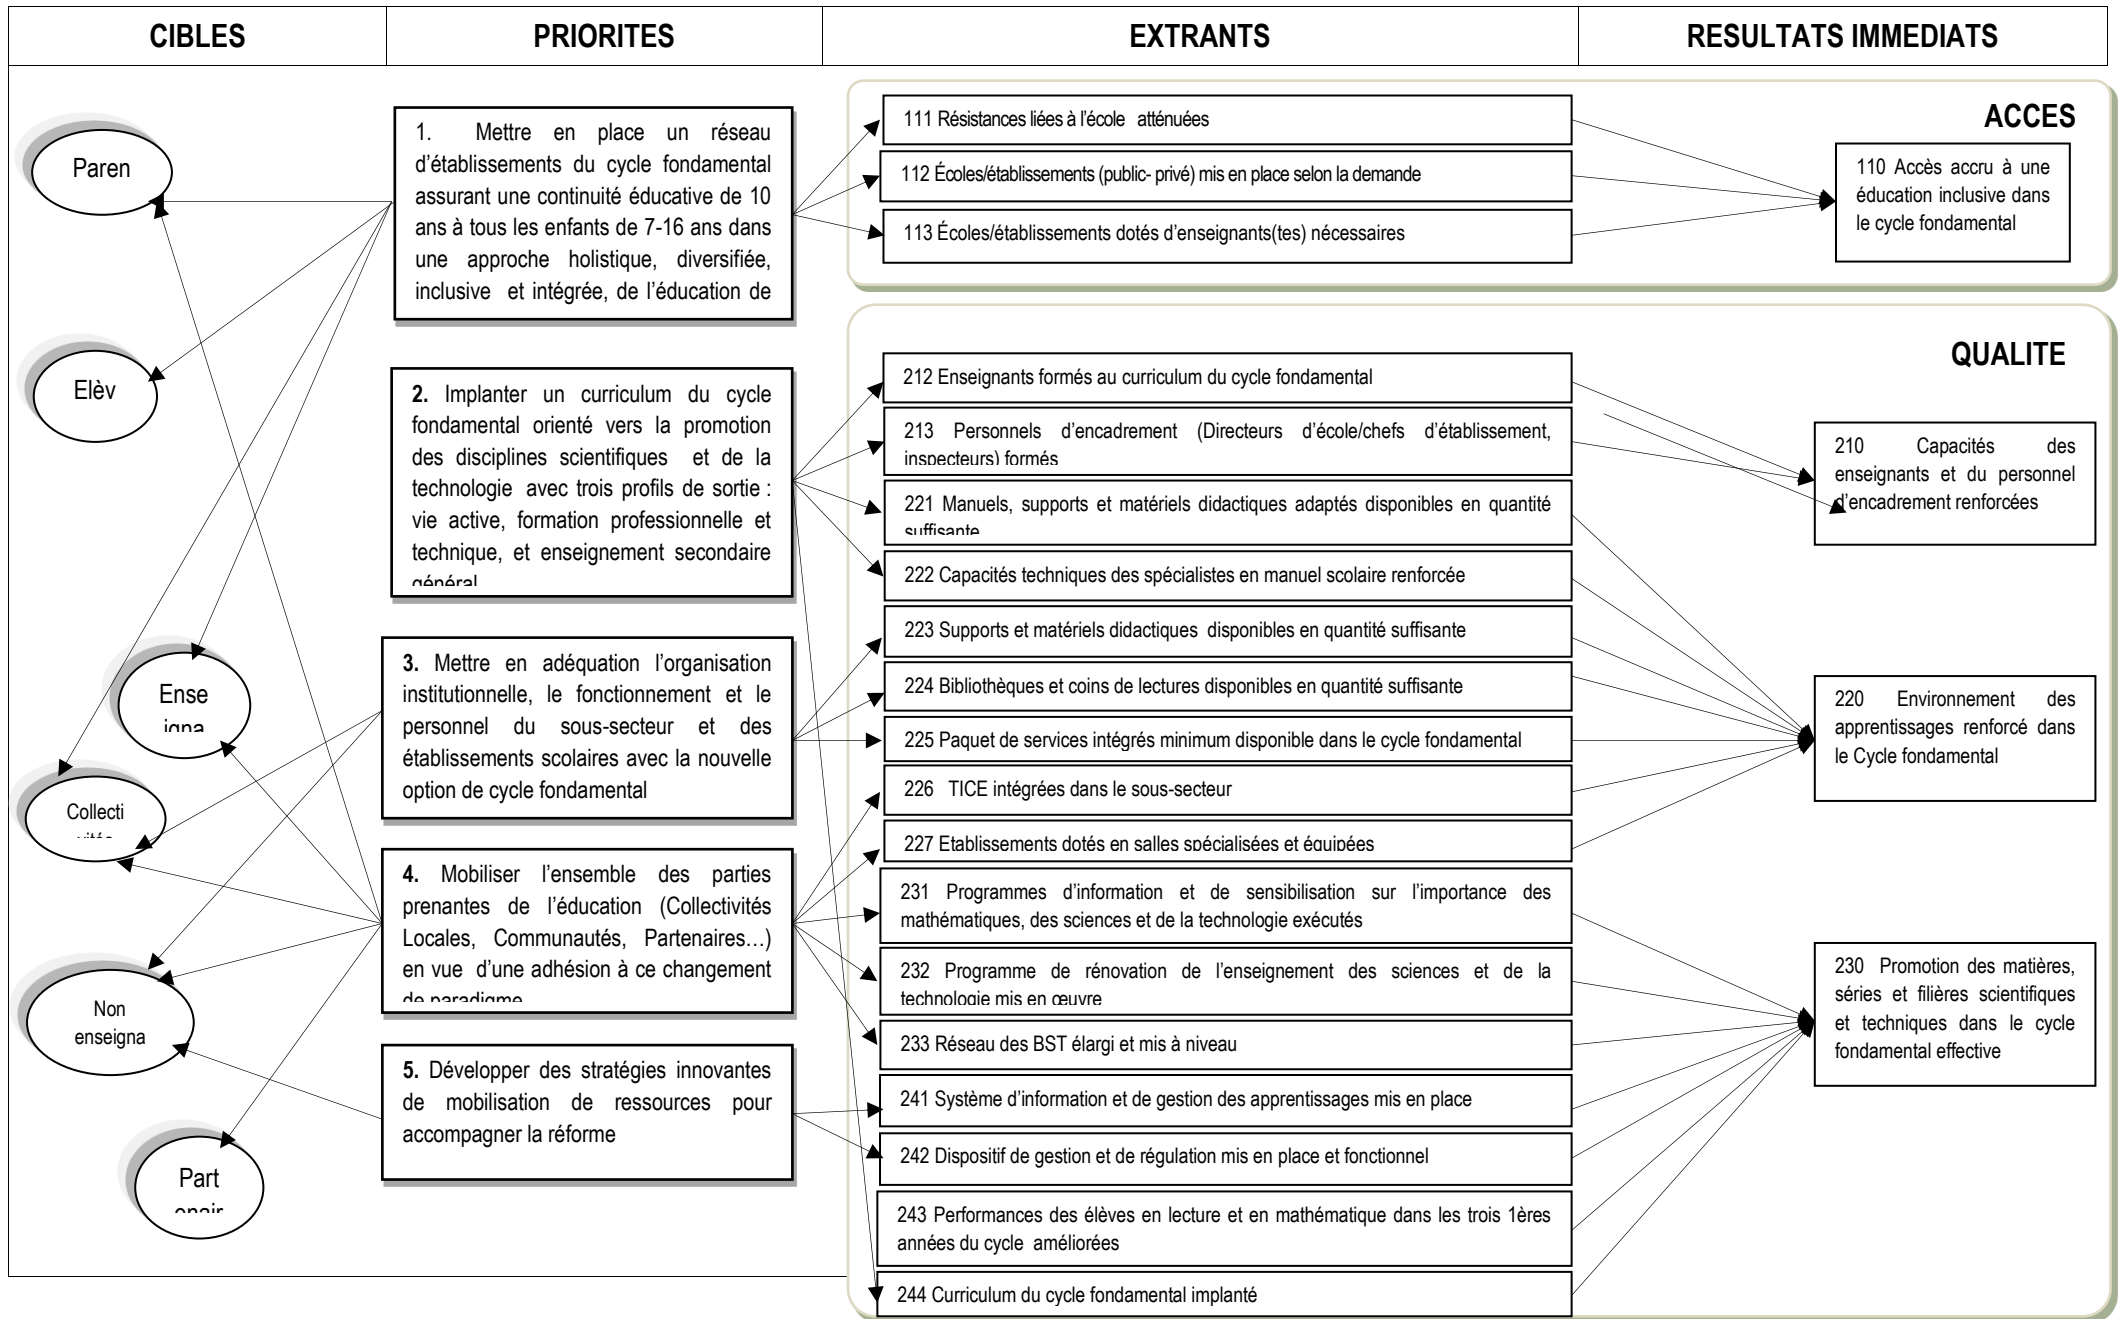 CIBLES
PRIORITES
EXTRANTS
RESULTATS IMMEDIATS
Paren
Elèv
Ense
igna
Collecti
vités
Non
enseigna
Part
enair
1. Mettre en place un réseau
d’établissements du cycle fondamental
assurant une continuité éducative de 10
ans à tous les enfants de 7-16 ans dans
une approche holistique, diversifiée,
inclusive et intégrée, de l’éducation de
2. Implanter un curriculum du cycle
fondamental orienté vers la promotion
des disciplines scientifiques et de la
technologie avec trois profils de sortie :
vie active, formation professionnelle et
technique, et enseignement secondaire
général
3. Mettre en adéquation l’organisation
institutionnelle, le fonctionnement et le
personnel du sous-secteur et des
établissements scolaires avec la nouvelle
option de cycle fondamental
4. Mobiliser l’ensemble des parties
prenantes de l’éducation (Collectivités
Locales, Communautés, Partenaires…)
en vue d’une adhésion à ce changement
de paradigme
5. Développer des stratégies innovantes
de mobilisation de ressources pour
accompagner la réforme
111 Résistances liées à l’école atténuées
112 Écoles/établissements (public- privé) mis en place selon la demande
113 Écoles/établissements dotés d’enseignants(tes) nécessaires
ACCES
110 Accès accru à une
éducation inclusive dans
le cycle fondamental
QUALITE
212 Enseignants formés au curriculum du cycle fondamental
213 Personnels d’encadrement (Directeurs d’école/chefs d’établissement,
inspecteurs) formés
221 Manuels, supports et matériels didactiques adaptés disponibles en quantité
suffisante
222 Capacités techniques des spécialistes en manuel scolaire renforcée
223 Supports et matériels didactiques disponibles en quantité suffisante
224 Bibliothèques et coins de lectures disponibles en quantité suffisante
225 Paquet de services intégrés minimum disponible dans le cycle fondamental
226 TICE intégrées dans le sous-secteur
227 Etablissements dotés en salles spécialisées et équipées
231 Programmes d’information et de sensibilisation sur l’importance des
mathématiques, des sciences et de la technologie exécutés
232 Programme de rénovation de l’enseignement des sciences et de la
technologie mis en œuvre
233 Réseau des BST élargi et mis à niveau
241 Système d’information et de gestion des apprentissages mis en place
242 Dispositif de gestion et de régulation mis en place et fonctionnel
243 Performances des élèves en lecture et en mathématique dans les trois 1ères
années du cycle améliorées
244 Curriculum du cycle fondamental implanté
210 Capacités des
enseignants et du personnel
d’encadrement renforcées
220 Environnement des
apprentissages renforcé dans
le Cycle fondamental
230 Promotion des matières,
séries et filières scientifiques
et techniques dans le cycle
fondamental effective